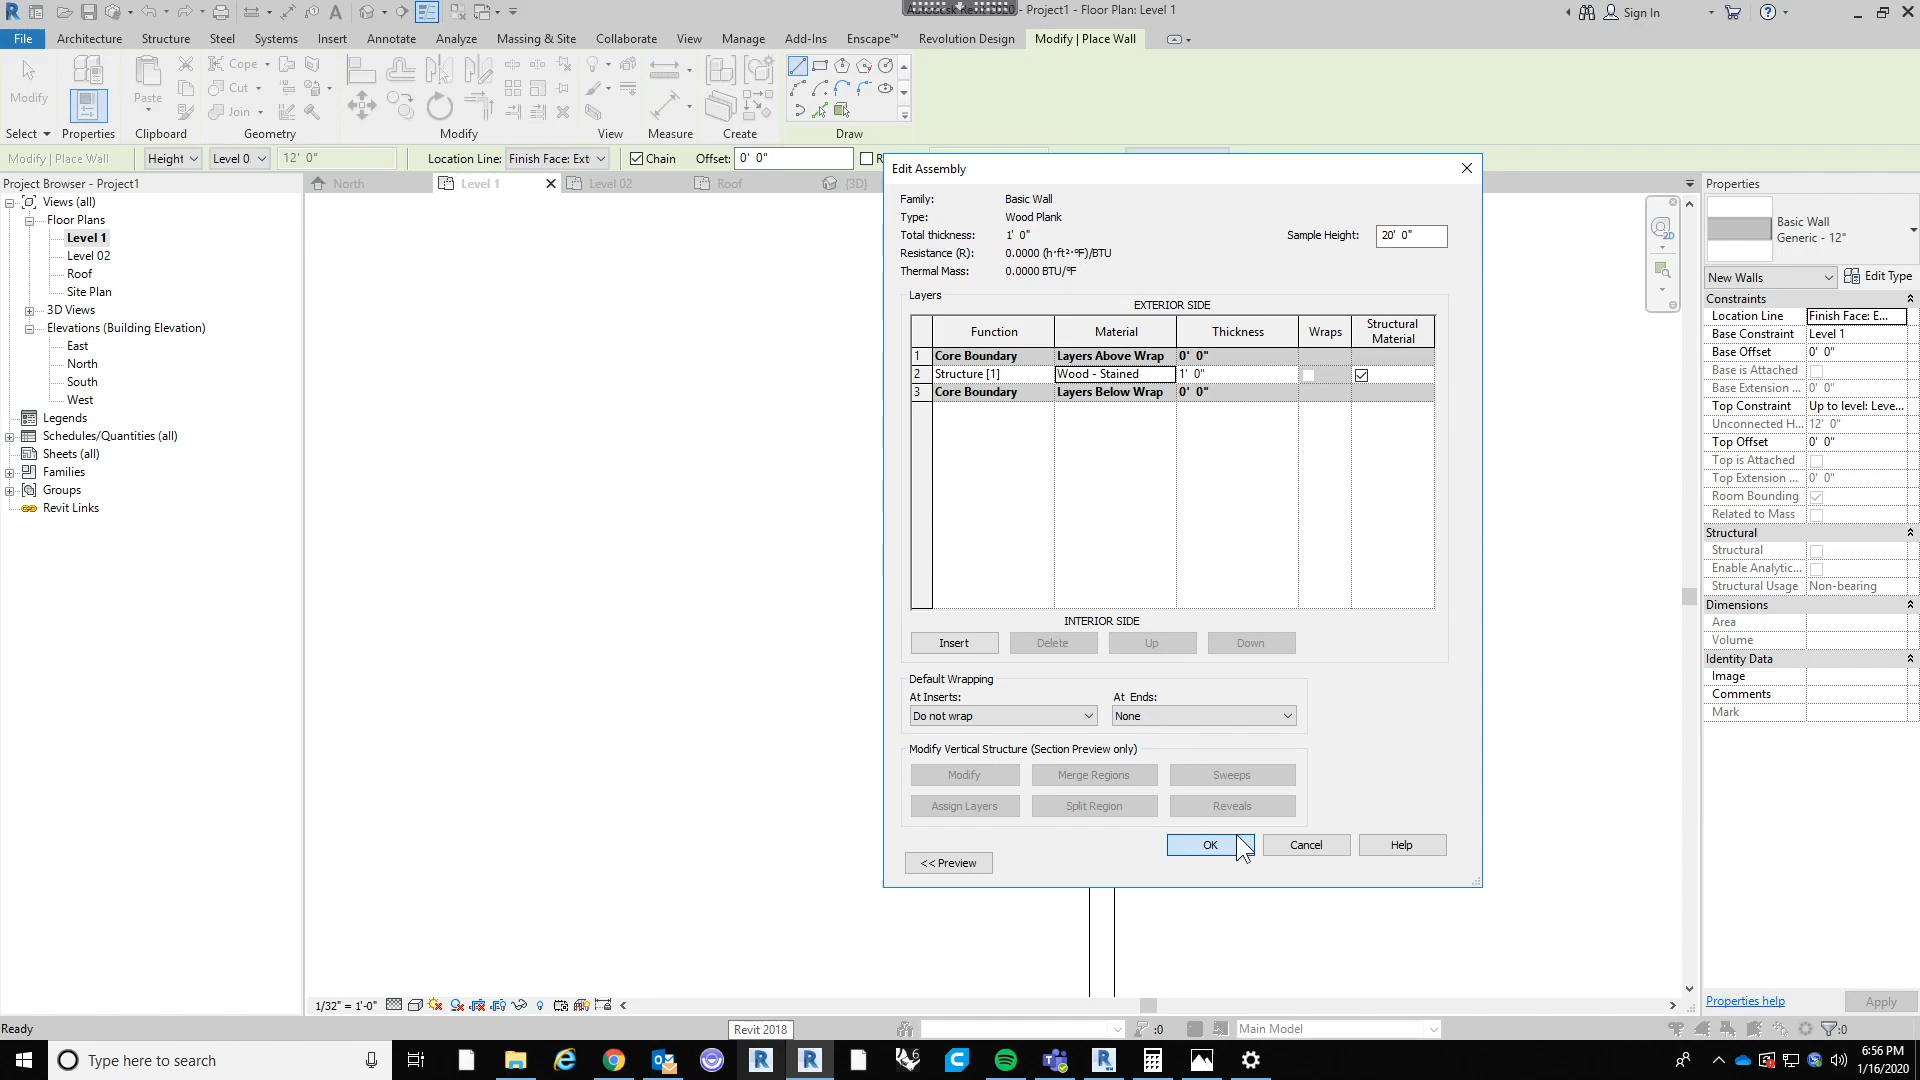 Autodesk Revit 2020 - Project1 - Floor Plan: Level 1
Sign In
File Architecture Structure Steel Systems Insert Annotate Analyze Massing & Site Collaborate View Manage Add-Ins Enscape™ Revolution Design Modify | Place Wall
Modify
Paste
Cope
Cut
Join
Select Properties Clipboard Geometry Modify View Measure Create Draw
Modify | Place Wall Height Level 0 12' 0" Location Line: Finish Face: Ext Chain Offset: 0' 0"
Project Browser - Project1
North Level 1 Level 02 Roof (3D)
Views (all)
Floor Plans
Level 1
Level 02
Roof
Site Plan
3D Views
Elevations (Building Elevation)
East
North
South
West
Legends
Schedules/Quantities (all)
Sheets (all)
Families
Groups
Revit Links
Edit Assembly
Family: Basic Wall
Type: Wood Plank
Total thickness: 1' 0"
Sample Height: 20' 0"
Resistance (R): 0.0000 (h·ft²·°F)/BTU
Thermal Mass: 0.0000 BTU/°F
Layers
EXTERIOR SIDE
Function Material Thickness Wraps Structural Material
1 Core Boundary Layers Above Wrap 0' 0"
2 Structure [1] Wood - Stained 1' 0"
3 Core Boundary Layers Below Wrap 0' 0"
INTERIOR SIDE
Insert Delete Up Down
Default Wrapping
At Inserts: At Ends:
Do not wrap None
Modify Vertical Structure (Section Preview only)
Modify Merge Regions Sweeps
Assign Layers Split Region Reveals
OK Cancel Help
<< Preview
2D
Properties
Basic Wall
Generic - 12"
New Walls Edit Type
Constraints
Location Line Finish Face: E...
Base Constraint Level 1
Base Offset 0' 0"
Base is Attached
Base Extension ... 0' 0"
Top Constraint Up to level: Leve...
Unconnected H... 12' 0"
Top Offset 0' 0"
Top is Attached
Top Extension ... 0' 0"
Room Bounding
Related to Mass
Structural
Structural
Enable Analytic...
Structural Usage Non-bearing
Dimensions
Area
Volume
Identity Data
Image
Comments
Mark
Properties help Apply
1/32" = 1'-0"
Ready Revit 2018 :0 Main Model :0
Type here to search
6:56 PM
1/16/2020